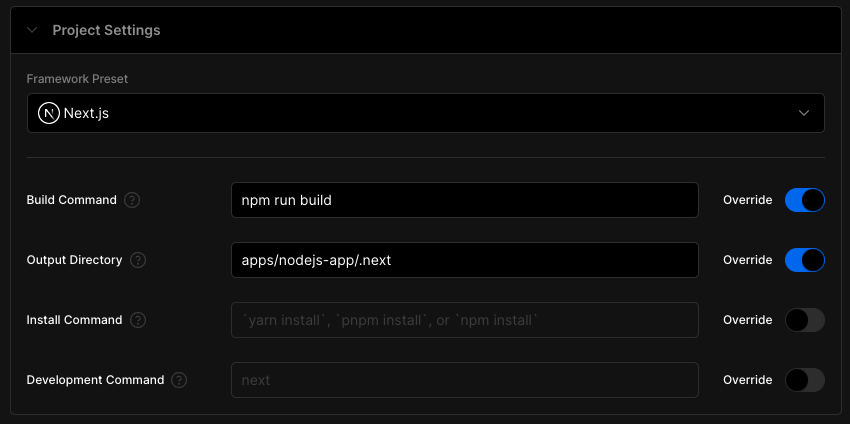 Project Settings
Framework Preset
N Next.js
Build Command ? npm run build Override
Output Directory ? apps/nodejs-app/.next Override
Install Command ? `yarn install`, `pnpm install`, or `npm install` Override
Development Command ? next Override